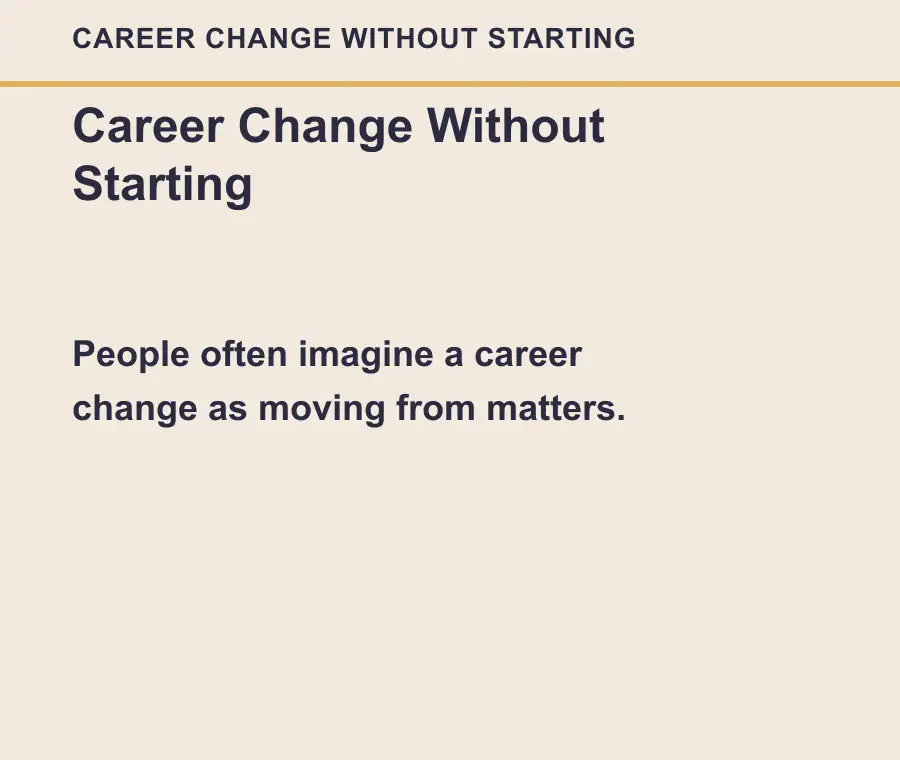 CAREER CHANGE WITHOUT STARTING
Career Change Without
Starting
People often imagine a career
change as moving from matters.